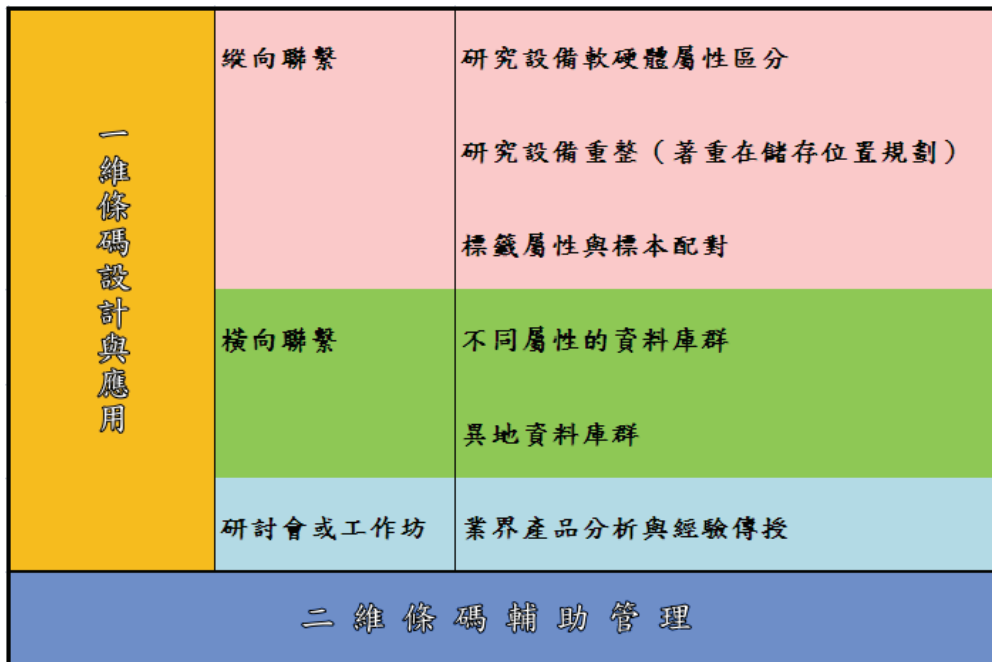 一維條碼設計與應用
縱向聯繫
研究設備軟硬體屬性區分
研究設備重整（著重在儲存位置規劃）
標籤屬性與標本配對
橫向聯繫
不同屬性的資料庫群
異地資料庫群
研討會或工作坊
業界產品分析與經驗傳授
二維條碼輔助管理